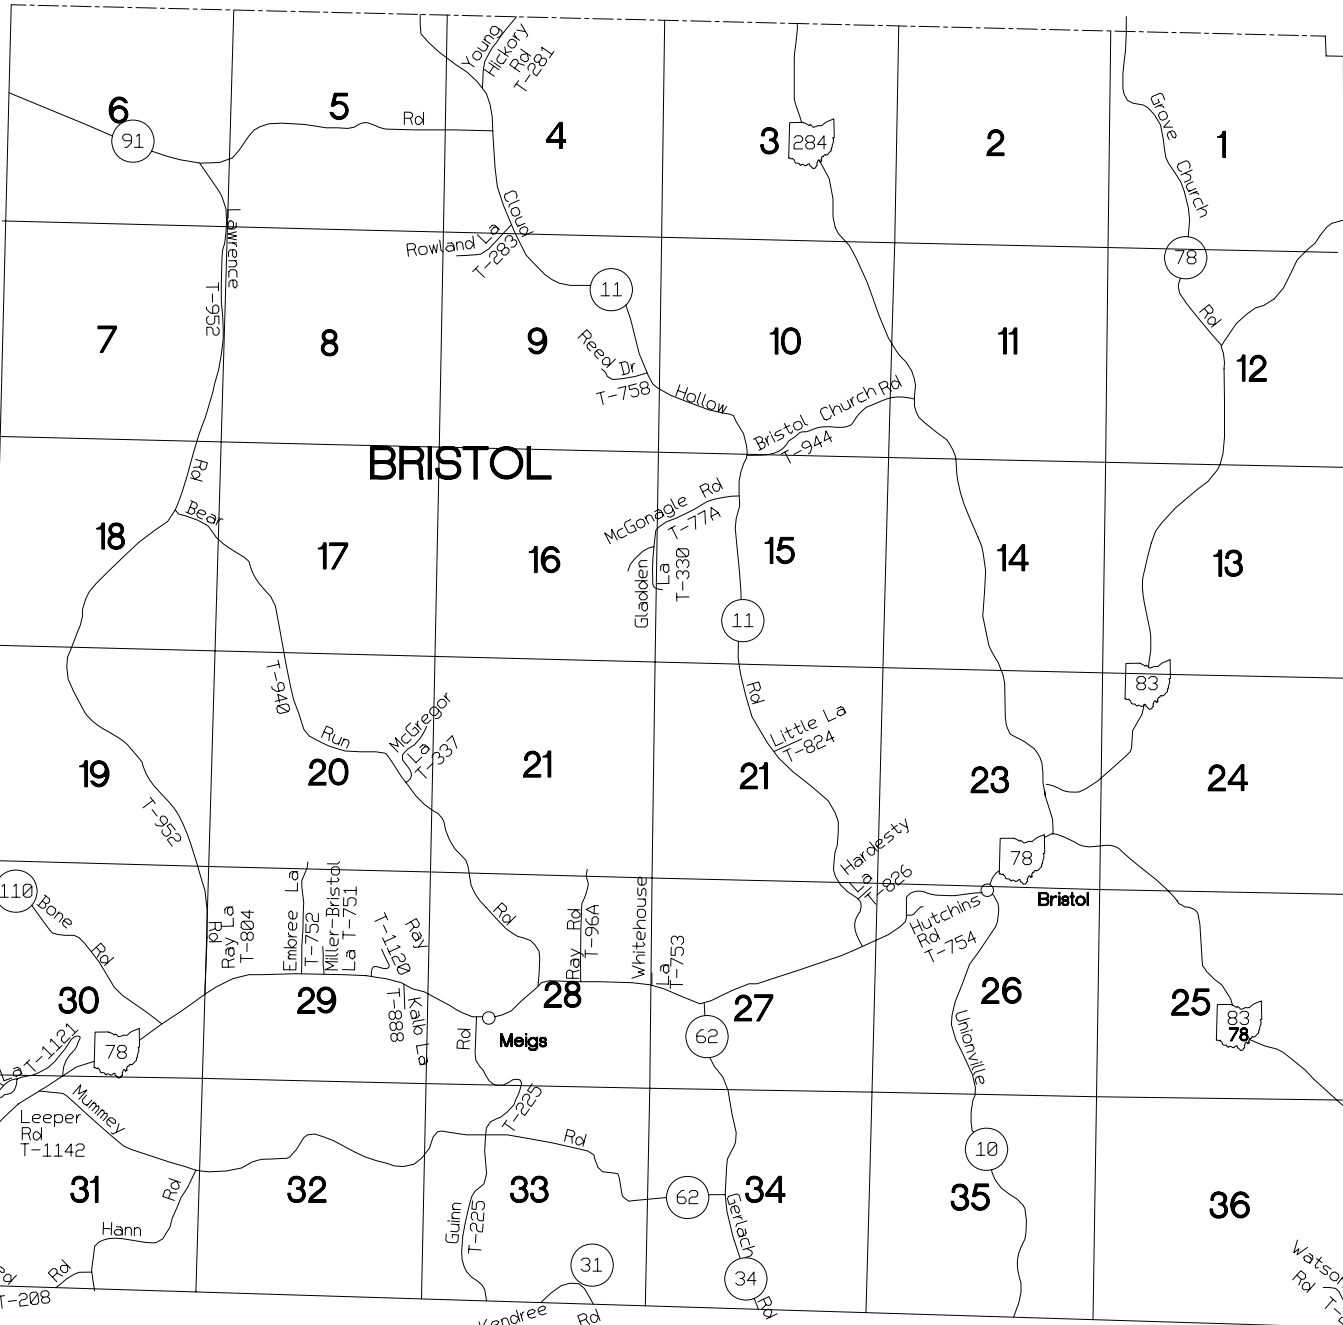 Young
Hickory
Rd
T-281
6
5
4
3
2
1
91
Rd
284
Grove Church
Cloud
Lawrence
Rowland La
T-283
78
T-952
11
Rd
7
8
9
10
11
12
Reed Dr
T-758
Hollow
Bristol Church Rd
T-944
BRISTOL
Rd
Bear
McGonagle Rd
T-77A
18
17
16
15
14
13
Gladden
La
T-330
11
T-940
Rd
83
McGregor
La
T-337
Run
Little La
T-824
19
20
21
21
23
24
T-952
Hardesty
La
T-826
78
110
Bone
Rd
Rd
Ray La
T-804
Embree La
T-752
Miller-Bristol
La T-751
Ray
T-1120
Rd
Ray Rd
T-96A
Whitehouse
La
T-753
Hutchins
Rd
T-754
Bristol
30
29
28
27
26
25
T-888
Kalb La
Rd
Meigs
62
83
78
78
La T-1121
Unionville
Mummey
T-225
Leeper
Rd
T-1142
Rd
10
31
32
33
34
35
36
Rd
62
Hann
Guinn
T-225
Gerlach
31
34
Rd
Rd
T-208
Kendree Rd
Rd